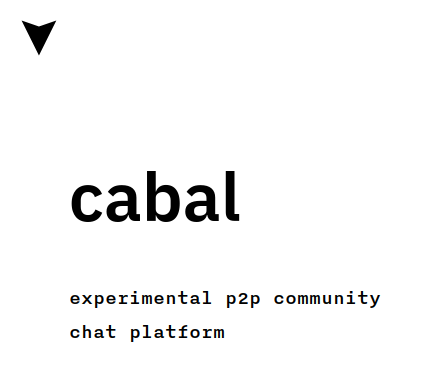 cabal
experimental p2p community
chat platform